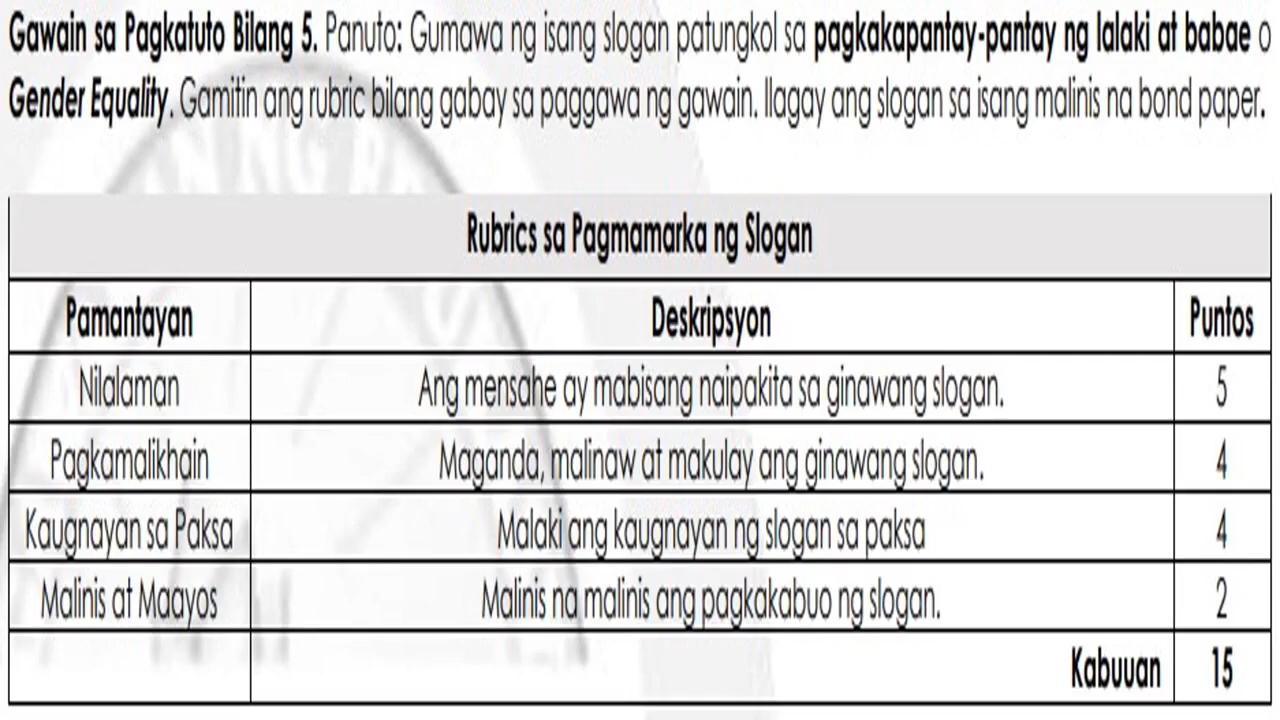 Gawain sa Pagkatuto Bilang 5. Panuto: Gumawa ng isang slogan patungkol sa pagkakapantay-pantay ng lalaki at babae o
Gender Equality. Gamitin ang rubric bilang gabay sa paggawa ng gawain. Ilagay ang slogan sa isang malinis na bond paper.
Rubrics sa Pagmamarka ng Slogan
Pamantayan Deskripsyon Puntos
Nilalaman Ang mensahe ay mabisang naipakita sa ginawang slogan. 5
Pagkamalikhain Maganda, malinaw at makulay ang ginawang slogan. 4
Kaugnayan sa Paksa Malaki ang kaugnayan ng slogan sa paksa 4
Malinis at Maayos Malinis na malinis ang pagkakabuo ng slogan. 2
Kabuuan 15